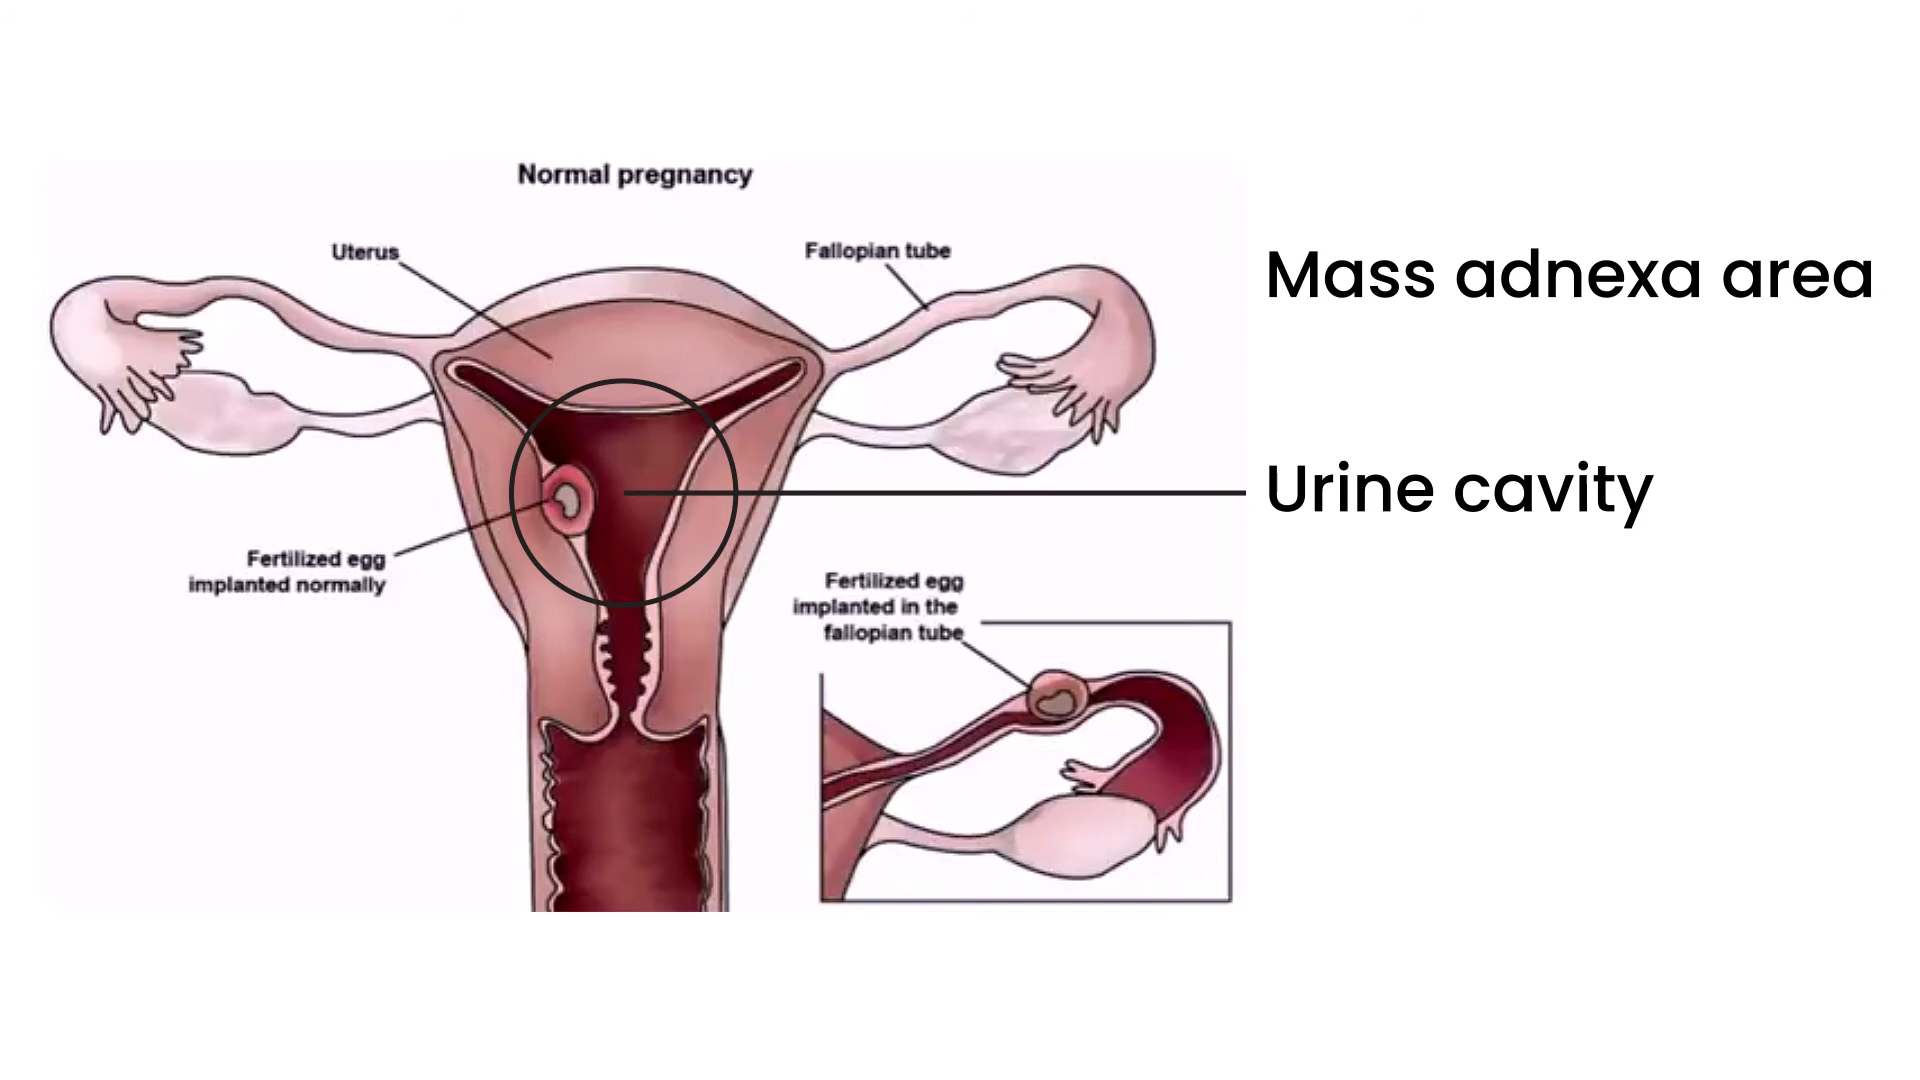 Normal pregnancy
Uterus
Fallopian tube
Mass adnexa area
Urine cavity
Fertilized egg
implanted normally
Fertilized egg
implanted in the
fallopian tube